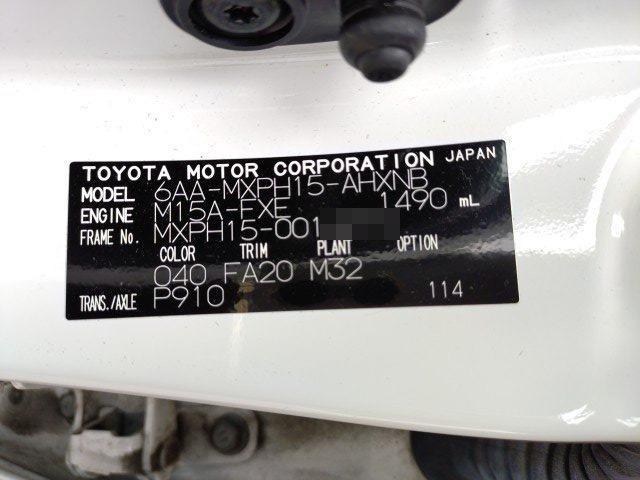 TOYOTA MOTOR CORPORATION JAPAN
MODEL 6AA-MXPH15-AHXNB
ENGINE M15A-FXE 1490 mL
FRAME No. MXPH15-001
COLOR TRIM PLANT OPTION
040 FA20 M32
TRANS./AXLE P910 114